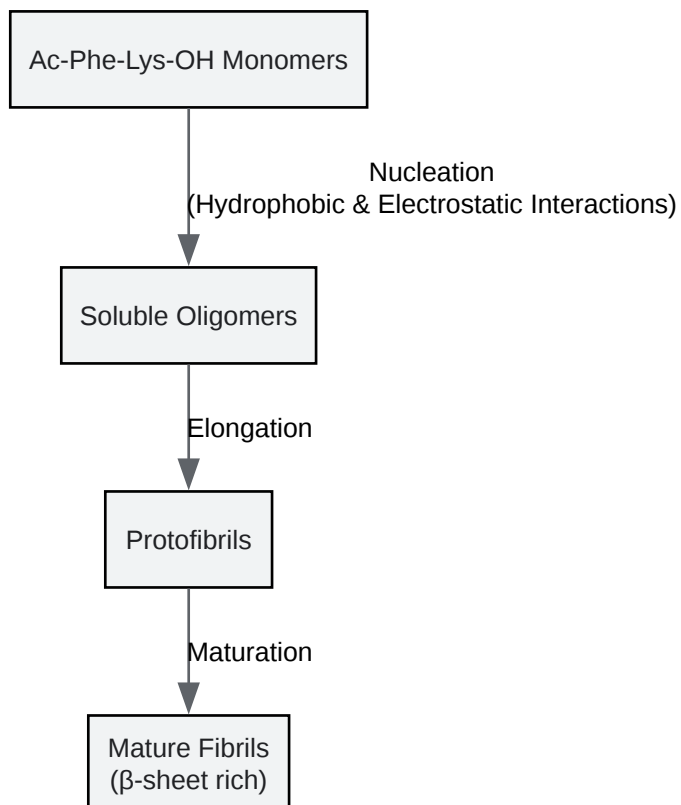 Ac-Phe-Lys-OH Monomers
Nucleation
(Hydrophobic & Electrostatic Interactions)
Soluble Oligomers
Elongation
Protofibrils
Maturation
Mature Fibrils
(β-sheet rich)